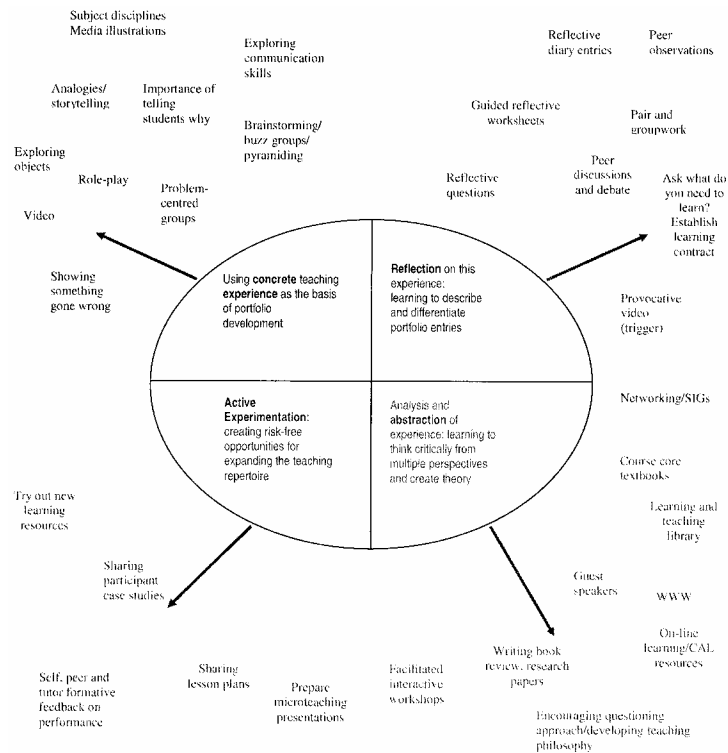 Subject disciplines
Media illustrations
Exploring
communication
skills
Analogies/
storytelling
Importance of
telling
students why
Brainstorming/
buzz groups/
pyramiding
Exploring
objects
Role-play
Problem-
centred
groups
Video
Showing
something
gone wrong
Reflective
diary entries
Peer
observations
Guided reflective
worksheets
Pair and
groupwork
Reflective
questions
Peer
discussions
and debate
Ask what do
you need to
learn?
Establish
learning
contract
Using concrete teaching
experience as the basis
of portfolio
development
Reflection on this
experience:
learning to describe
and differentiate
portfolio entries
Provocative
video
(trigger)
Active
Experimentation:
creating risk-free
opportunities for
expanding the teaching
repertoire
Analysis and
abstraction of
experience: learning to
think critically from
multiple perspectives
and create theory
Networking/SIGs
Course core
textbooks
Learning and
teaching
library
Try out new
learning
resources
Sharing
participant
case studies
Guest
speakers
WWW
On-line
learning/CAL
resources
Self, peer and
tutor formative
feedback on
performance
Sharing
lesson plans
Prepare
microteaching
presentations
Facilitated
interactive
workshops
Writing book
review, research
papers
Encouraging questioning
approach/developing teaching
philosophy